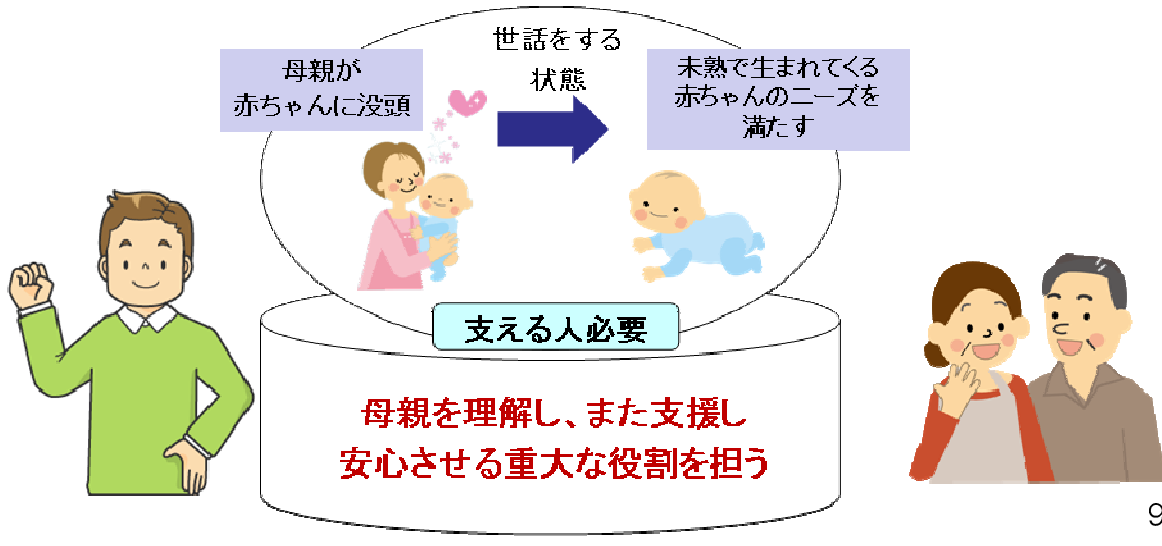 世話をする
状態
母親が
赤ちゃんに没頭
未熟で生まれてくる
赤ちゃんのニーズを
満たす
支える人必要
母親を理解し、また支援し
安心させる重大な役割を担う
9